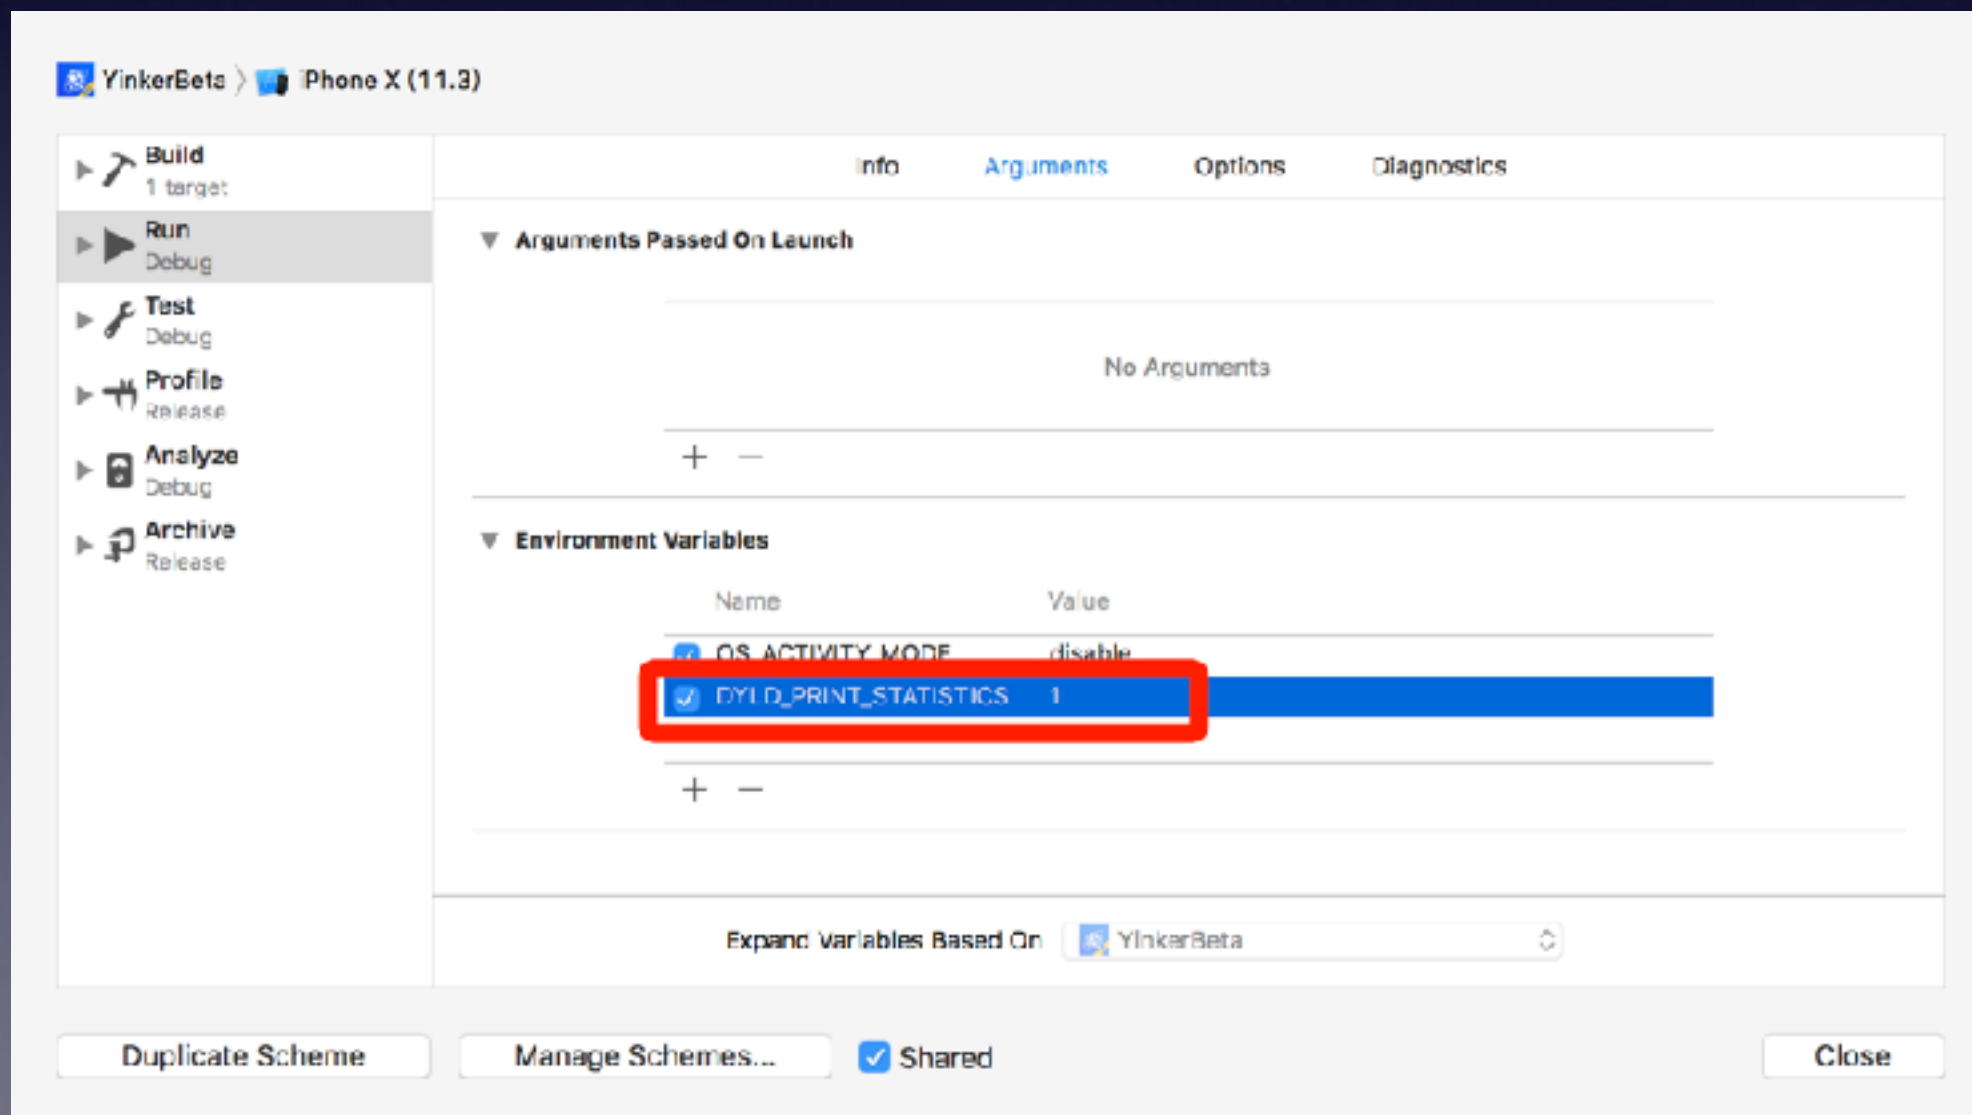 YinkerBeta 〉 iPhone X (11.3)
Build
1 target
Run
Debug
Test
Debug
Profile
Release
Analyze
Debug
Archive
Release
Info Arguments Options Diagnostics
Arguments Passed On Launch
No Arguments
Environment Variables
Name Value
OS_ACTIVITY_MODE disable
DYLD_PRINT_STATISTICS 1
Expand Variables Based On YinkerBeta
Duplicate Scheme Manage Schemes... Shared Close